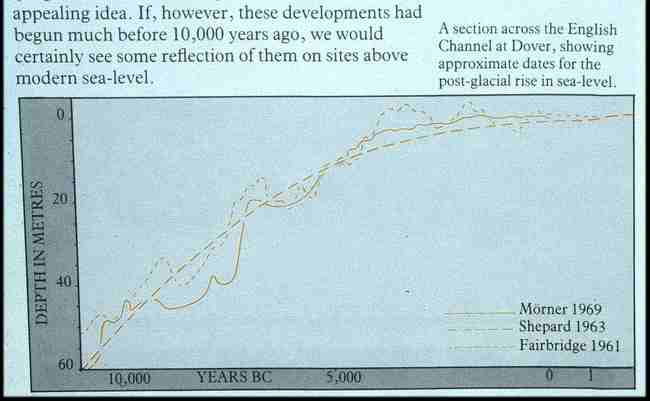 appealing idea. If, however, these developments had
begun much before 10,000 years ago, we would
certainly see some reflection of them on sites above
modern sea-level.
A section across the English
Channel at Dover, showing
approximate dates for the
post-glacial rise in sea-level.
0
20
40
60
DEPTH IN METRES
Mörner 1969
Shepard 1963
Fairbridge 1961
10,000 YEARS BC 5,000 0 1